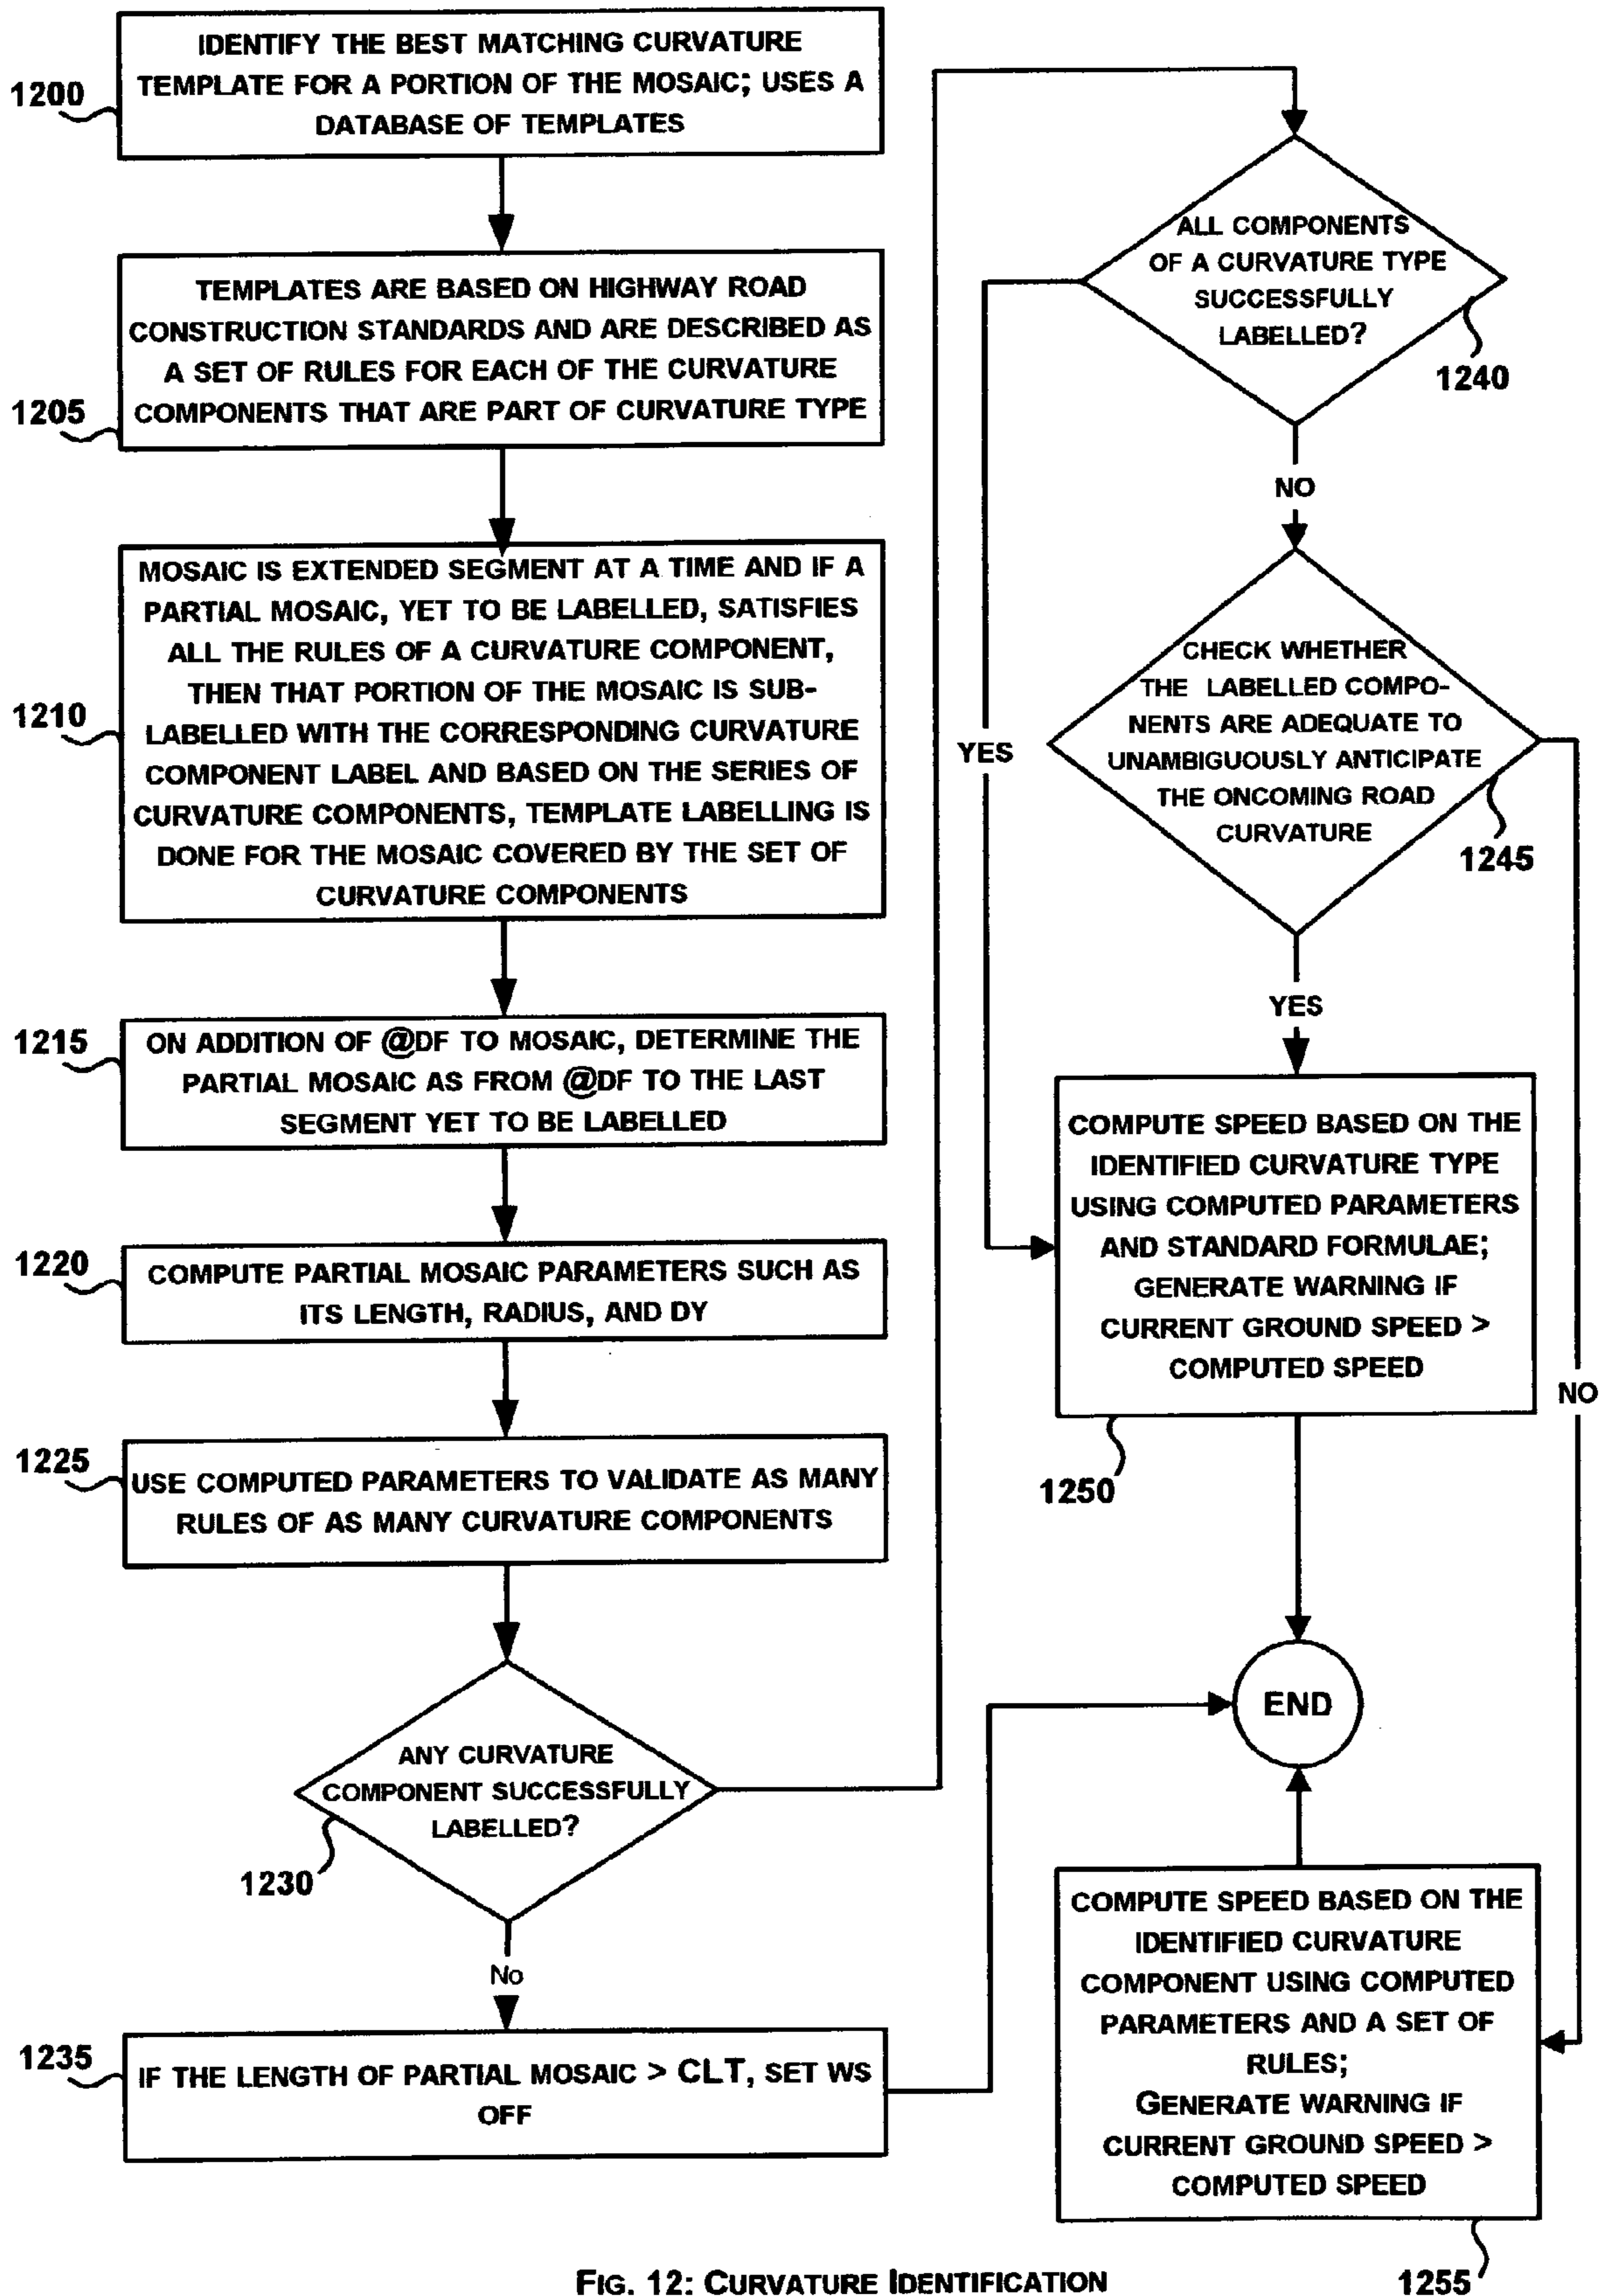 1200
IDENTIFY THE BEST MATCHING CURVATURE
TEMPLATE FOR A PORTION OF THE MOSAIC; USES A
DATABASE OF TEMPLATES
1205
TEMPLATES ARE BASED ON HIGHWAY ROAD
CONSTRUCTION STANDARDS AND ARE DESCRIBED AS
A SET OF RULES FOR EACH OF THE CURVATURE
COMPONENTS THAT ARE PART OF CURVATURE TYPE
1210
MOSAIC IS EXTENDED SEGMENT AT A TIME AND IF A
PARTIAL MOSAIC, YET TO BE LABELLED, SATISFIES
ALL THE RULES OF A CURVATURE COMPONENT,
THEN THAT PORTION OF THE MOSAIC IS SUB-
LABELLED WITH THE CORRESPONDING CURVATURE
COMPONENT LABEL AND BASED ON THE SERIES OF
CURVATURE COMPONENTS, TEMPLATE LABELLING IS
DONE FOR THE MOSAIC COVERED BY THE SET OF
CURVATURE COMPONENTS
1215
ON ADDITION OF @DF TO MOSAIC, DETERMINE THE
PARTIAL MOSAIC AS FROM @DF TO THE LAST
SEGMENT YET TO BE LABELLED
1220
COMPUTE PARTIAL MOSAIC PARAMETERS SUCH AS
ITS LENGTH, RADIUS, AND DY
1225
USE COMPUTED PARAMETERS TO VALIDATE AS MANY
RULES OF AS MANY CURVATURE COMPONENTS
ANY CURVATURE
COMPONENT SUCCESSFULLY
LABELLED?
1230
No
1235
IF THE LENGTH OF PARTIAL MOSAIC > CLT, SET WS
OFF
ALL COMPONENTS
OF A CURVATURE TYPE
SUCCESSFULLY
LABELLED?
1240
NO
YES
CHECK WHETHER
THE LABELLED COMPO-
NENTS ARE ADEQUATE TO
UNAMBIGUOUSLY ANTICIPATE
THE ONCOMING ROAD
CURVATURE
1245
YES
NO
COMPUTE SPEED BASED ON THE
IDENTIFIED CURVATURE TYPE
USING COMPUTED PARAMETERS
AND STANDARD FORMULAE;
GENERATE WARNING IF
CURRENT GROUND SPEED >
COMPUTED SPEED
1250
END
COMPUTE SPEED BASED ON THE
IDENTIFIED CURVATURE
COMPONENT USING COMPUTED
PARAMETERS AND A SET OF
RULES;
GENERATE WARNING IF
CURRENT GROUND SPEED >
COMPUTED SPEED
1255
FIG. 12: CURVATURE IDENTIFICATION